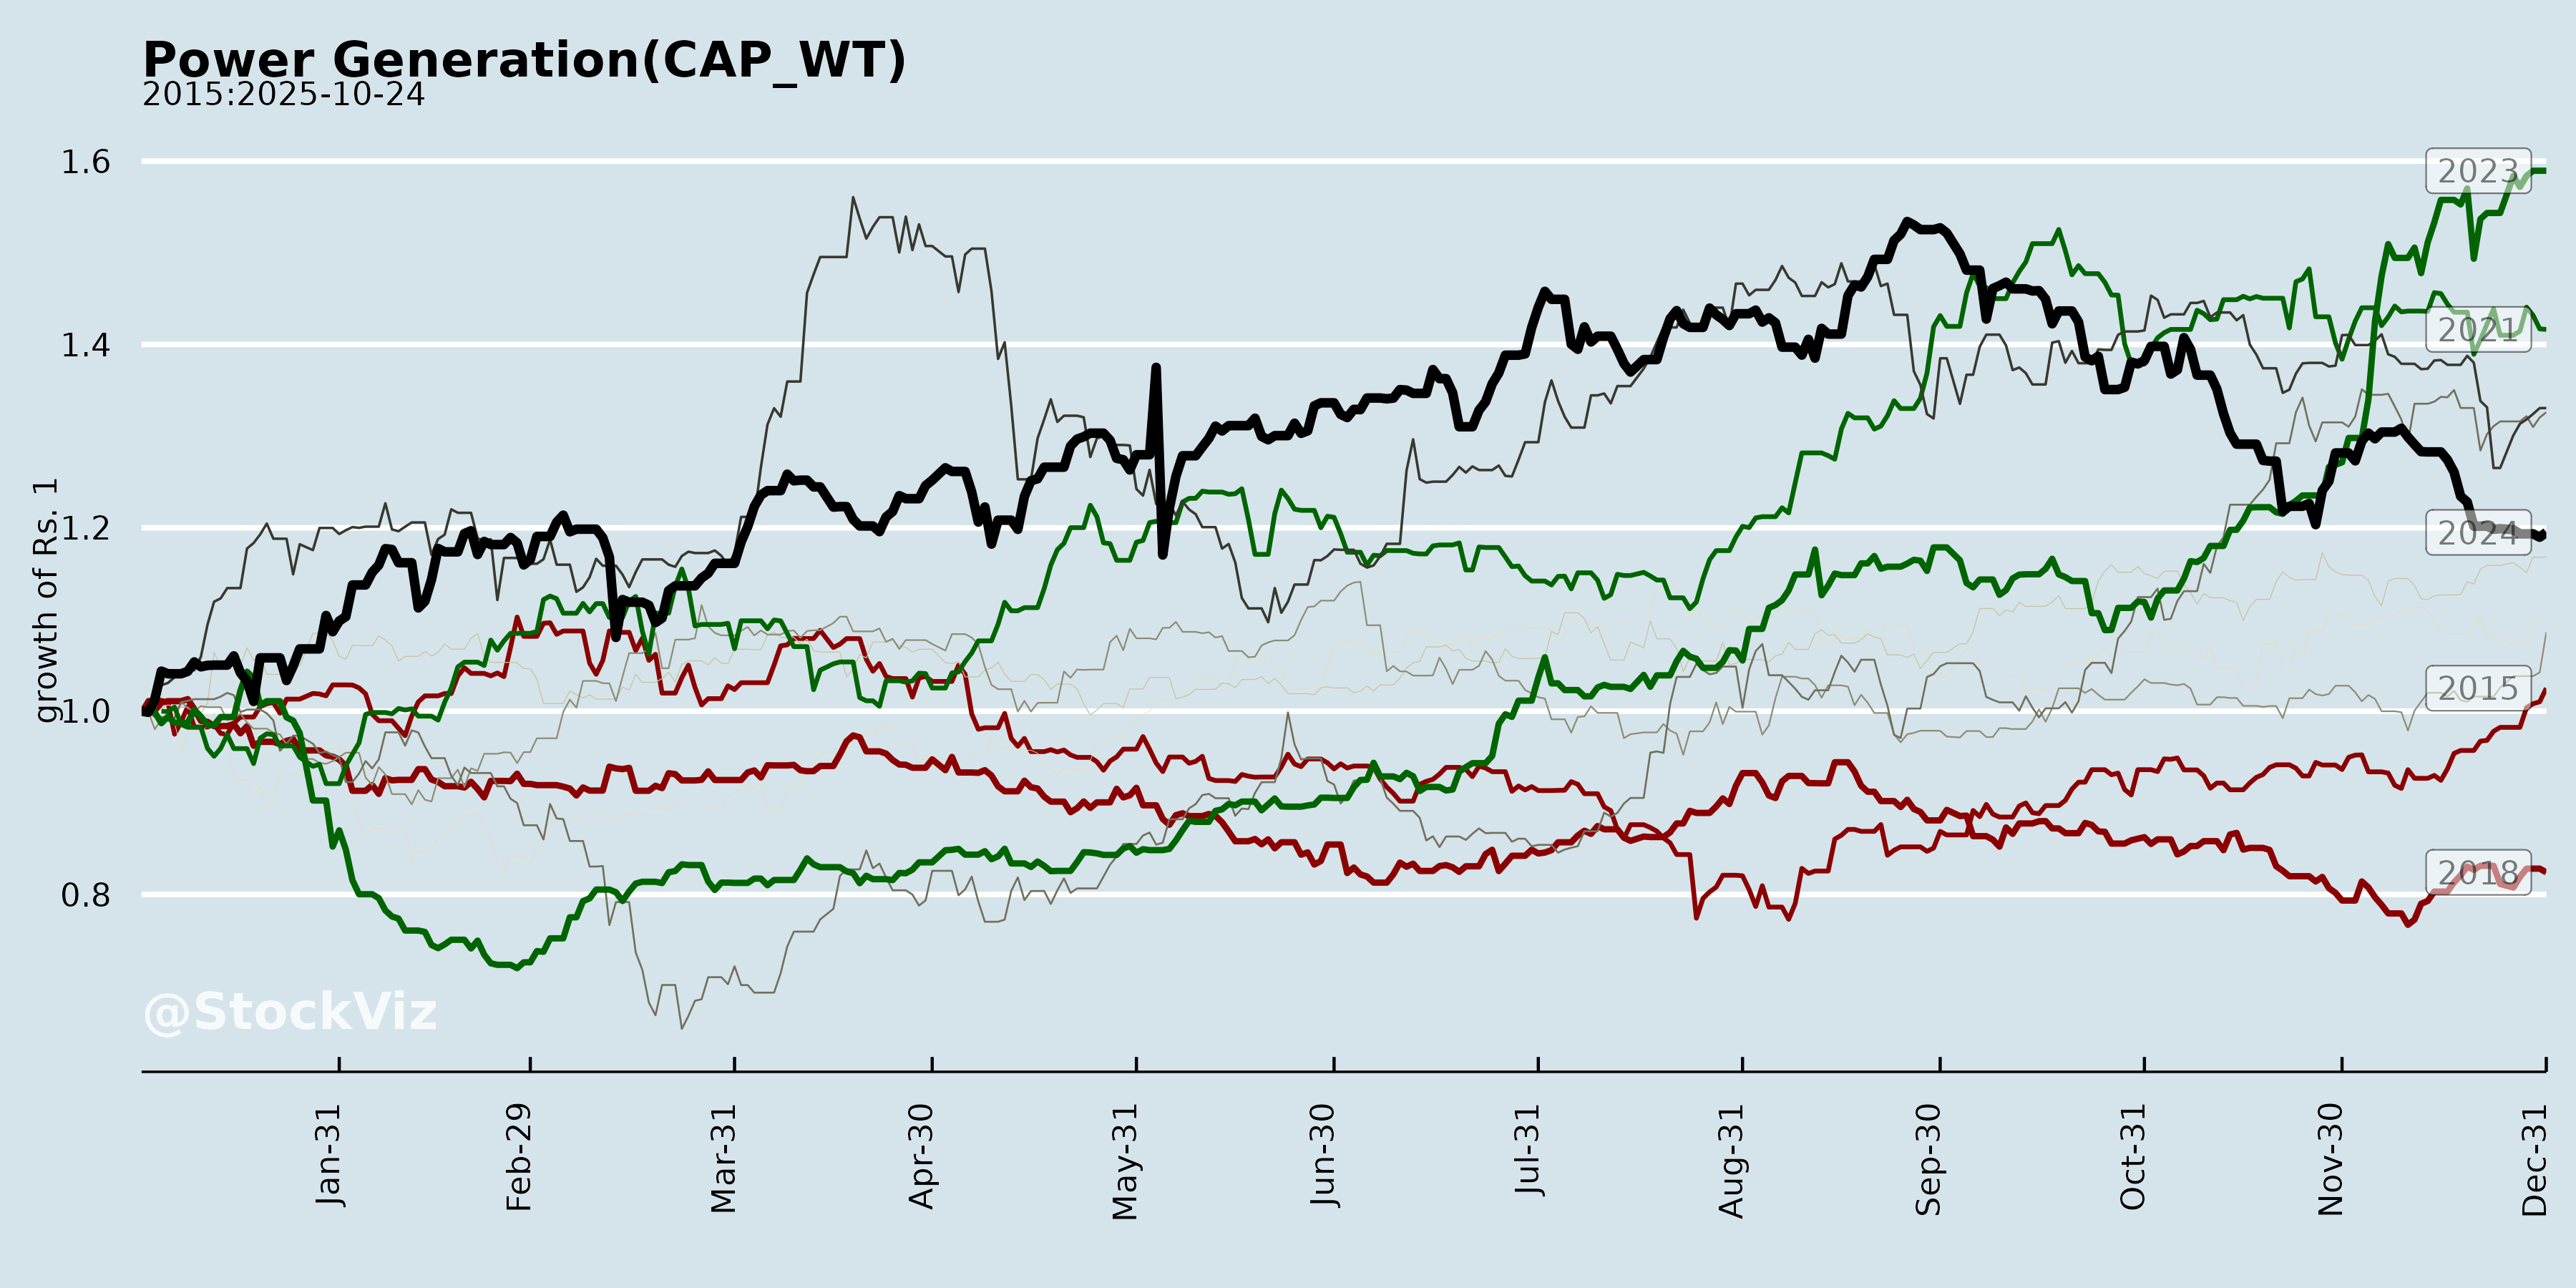 Power Generation(CAP_WT)
2015:2025-10-24
growth of Rs. 1
1.6
1.4
1.2
1.0
0.8
2023
2021
2024
2015
2018
@StockViz
Jan-31
Feb-29
Mar-31
Apr-30
May-31
Jun-30
Jul-31
Aug-31
Sep-30
Oct-31
Nov-30
Dec-31